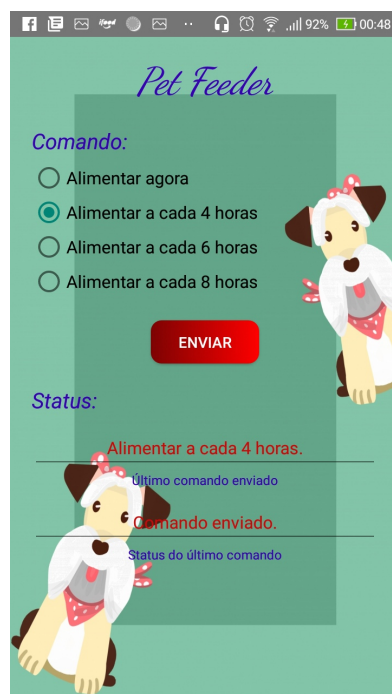 ifood
92% 00:48
Pet Feeder
Comando:
Alimentar agora
Alimentar a cada 4 horas
Alimentar a cada 6 horas
Alimentar a cada 8 horas
ENVIAR
Status:
Alimentar a cada 4 horas.
Último comando enviado
Comando enviado.
Status do último comando